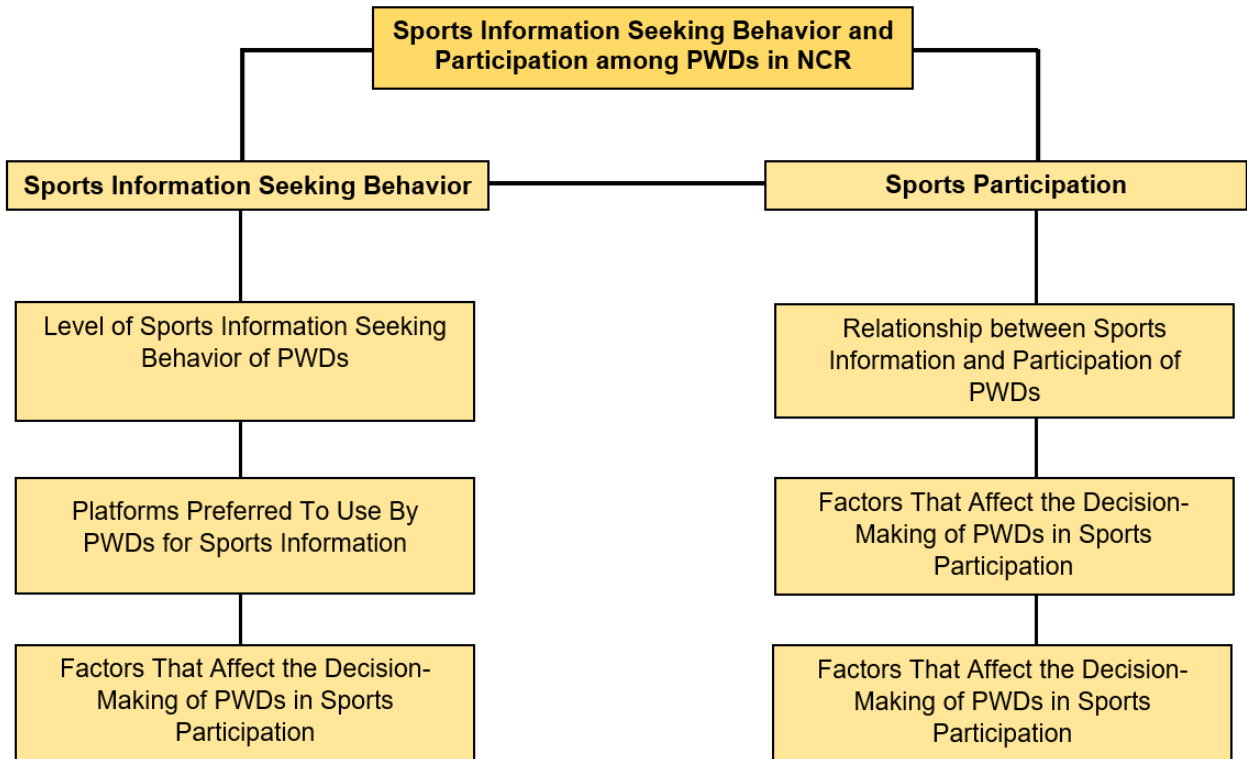 Sports Information Seeking Behavior and
Participation among PWDs in NCR
Sports Information Seeking Behavior
Sports Participation
Level of Sports Information Seeking
Behavior of PWDs
Relationship between Sports
Information and Participation of
PWDs
Platforms Preferred To Use By
PWDs for Sports Information
Factors That Affect the Decision-
Making of PWDs in Sports
Participation
Factors That Affect the Decision-
Making of PWDs in Sports
Participation
Factors That Affect the Decision-
Making of PWDs in Sports
Participation